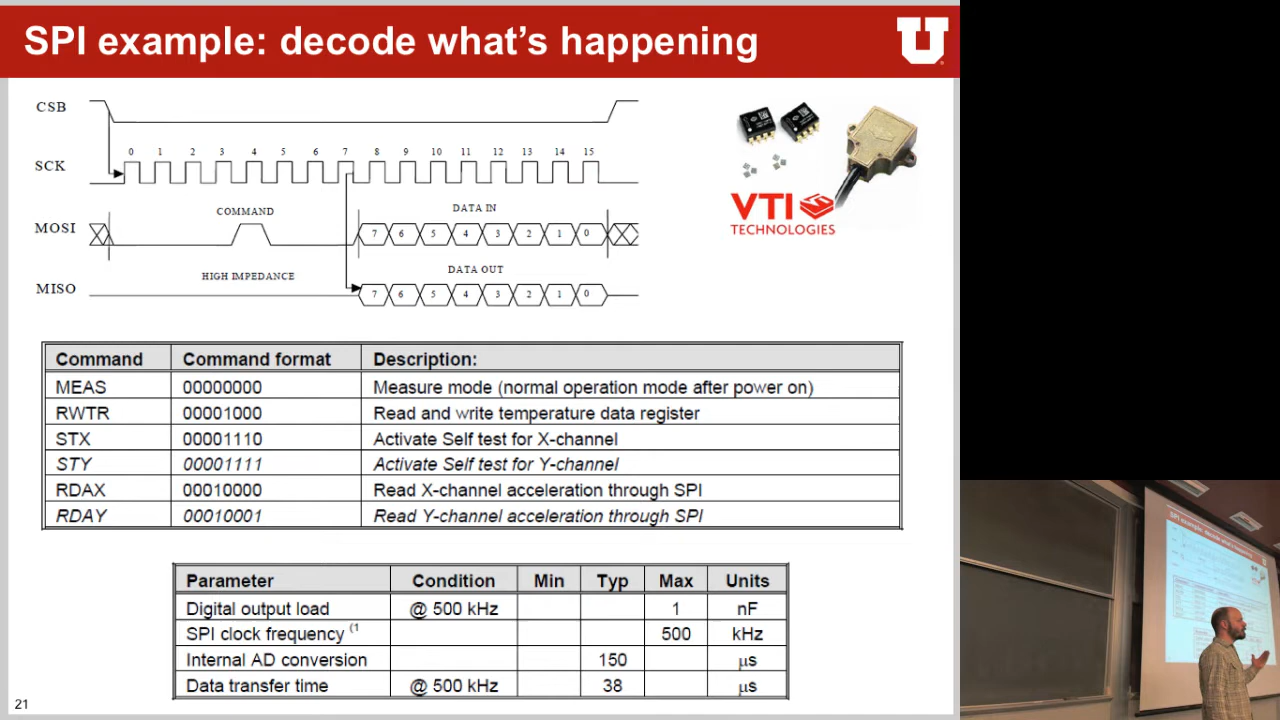 SPI example: decode what's happening
U
CSB
SCK
0 1 2 3 4 5 6 7 8 9 10 11 12 13 14 15
COMMAND
DATA IN
MOSI
7 6 5 4 3 2 1 0
HIGH IMPEDANCE
DATA OUT
MISO
7 6 5 4 3 2 1 0
VTI
TECHNOLOGIES
Command Command format Description:
MEAS 00000000 Measure mode (normal operation mode after power on)
RWTR 00001000 Read and write temperature data register
STX 00001110 Activate Self test for X-channel
STY 00001111 Activate Self test for Y-channel
RDAX 00010000 Read X-channel acceleration through SPI
RDAY 00010001 Read Y-channel acceleration through SPI
Parameter Condition Min Typ Max Units
Digital output load @ 500 kHz 1 nF
SPI clock frequency (1 500 kHz
Internal AD conversion 150 μs
Data transfer time @ 500 kHz 38 μs
21
SPI example: decode what's happening